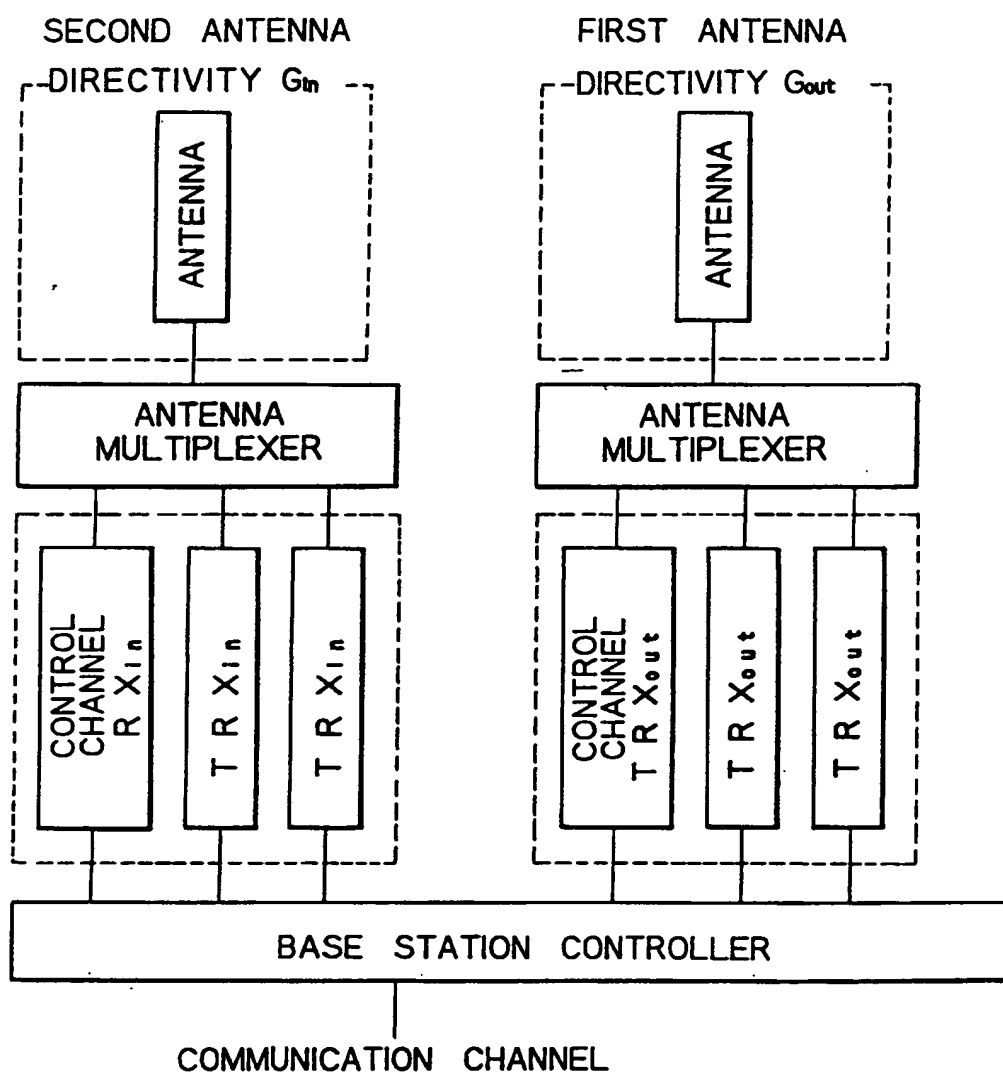 SECOND ANTENNA
DIRECTIVITY Gin
ANTENNA
ANTENNA
MULTIPLEXER
CONTROL
CHANNEL
R Xin
T R Xin
T R Xin
FIRST ANTENNA
DIRECTIVITY Gout
ANTENNA
ANTENNA
MULTIPLEXER
CONTROL
CHANNEL
T R Xout
T R Xout
T R Xout
BASE STATION CONTROLLER
COMMUNICATION CHANNEL